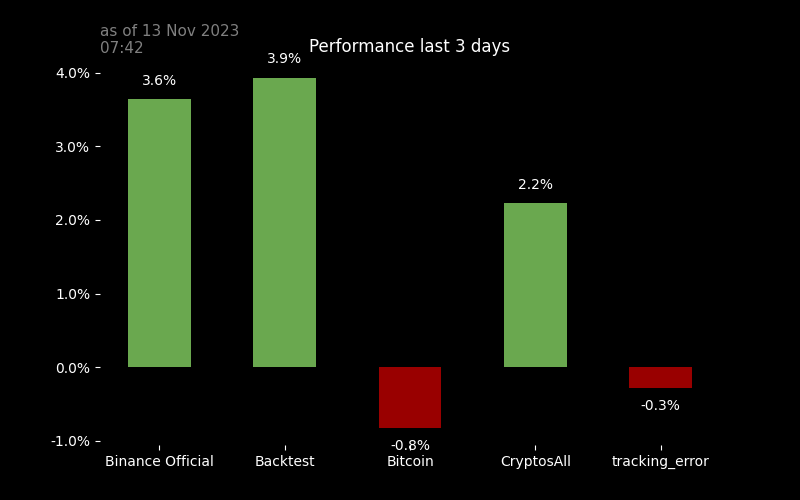 as of 13 Nov 2023
07:42
Performance last 3 days
4.0%
3.0%
2.0%
1.0%
0.0%
-1.0%
3.6%
3.9%
-0.8%
2.2%
-0.3%
Binance Official
Backtest
Bitcoin
CryptosAll
tracking_error